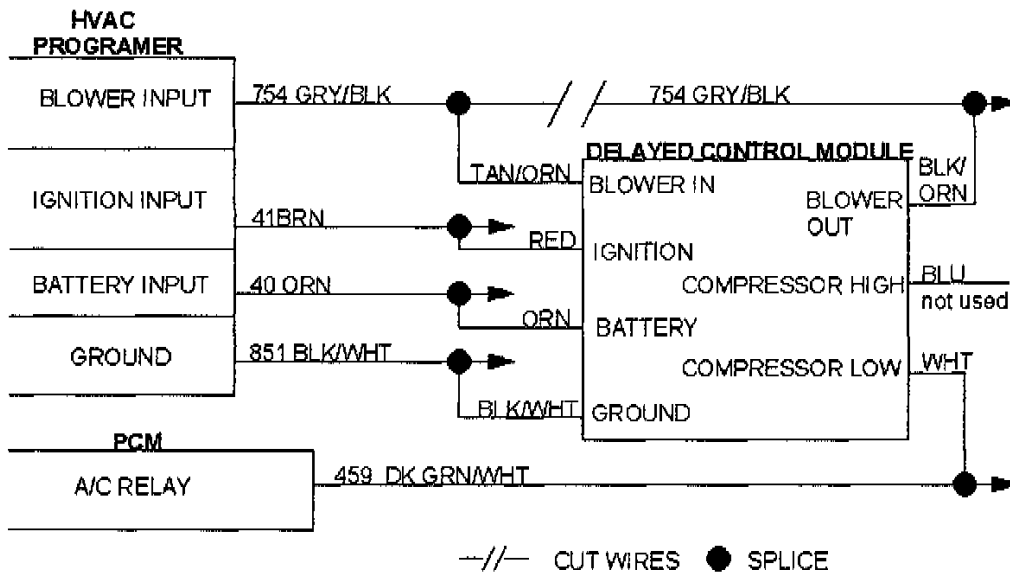 HVAC
PROGRAMER
BLOWER INPUT
754 GRY/BLK
754 GRY/BLK
DELAYED CONTROL MODULE
TAN/ORN
BLOWER IN
BLK/
ORN
BLOWER
OUT
IGNITION INPUT
41BRN
RED
IGNITION
BATTERY INPUT
40 ORN
COMPRESSOR HIGH
BLU
not used
ORN
BATTERY
GROUND
851 BLK/WHT
COMPRESSOR LOW
WHT
BLK/WHT
GROUND
PCM
A/C RELAY
459 DK GRN/WHT
CUT WIRES
SPLICE